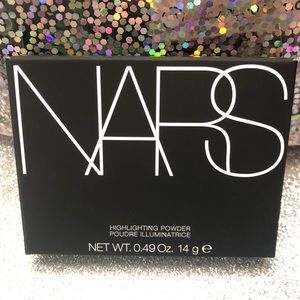 NARS
HIGHLIGHTING POWDER
POUDRE ILLUMINATRICE
NET WT. 0.49 Oz. 14 g ℮